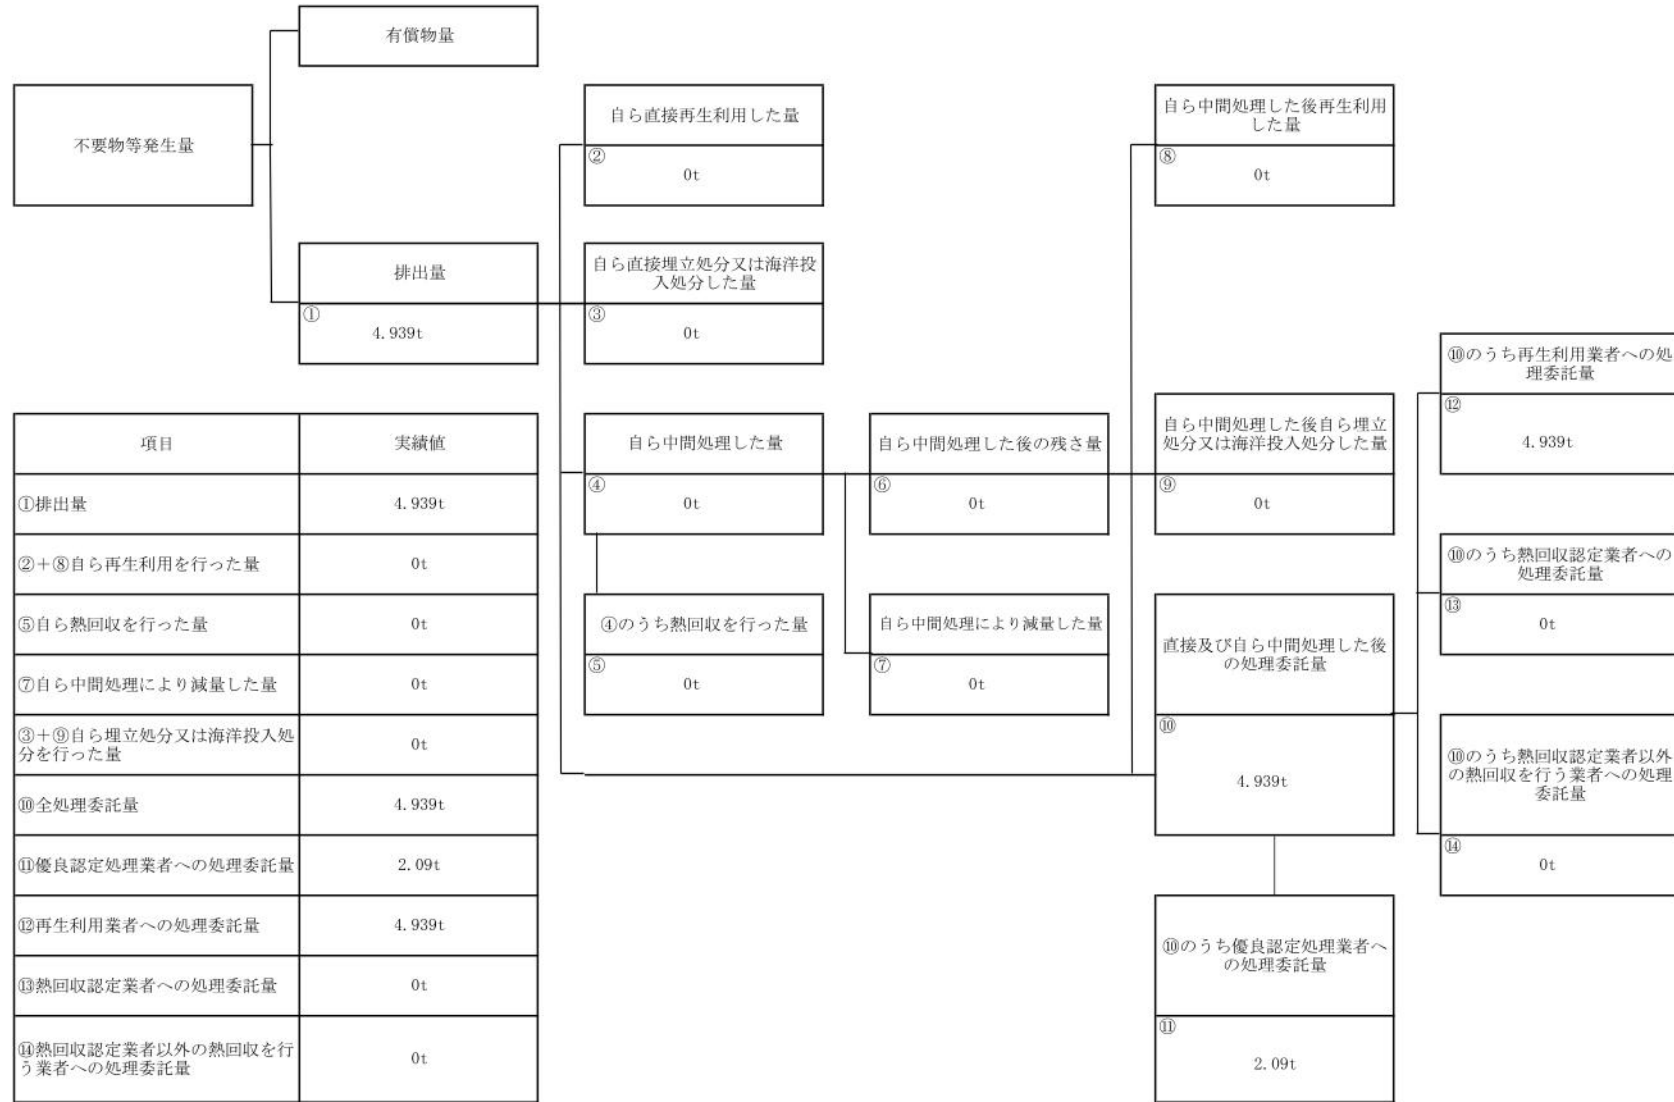 有償物量
不要物等発生量
自ら直接再生利用した量
②
0t
自ら中間処理した後再生利用
した量
⑧
0t
排出量
①
4.939t
自ら直接埋立処分又は海洋投
入処分した量
③
0t
⑩のうち再生利用業者への処
理委託量
⑫
4.939t
項目
実績値
①排出量
4.939t
②+⑧自ら再生利用を行った量
0t
⑤自ら熱回収を行った量
0t
⑦自ら中間処理により減量した量
0t
③+⑨自ら埋立処分又は海洋投入処
分を行った量
0t
⑩全処理委託量
4.939t
⑪優良認定処理業者への処理委託量
2.09t
⑫再生利用業者への処理委託量
4.939t
⑬熱回収認定業者への処理委託量
0t
⑭熱回収認定業者以外の熱回収を行
う業者への処理委託量
0t
自ら中間処理した量
④
0t
自ら中間処理した後の残さ量
⑥
0t
自ら中間処理した後自ら埋立
処分又は海洋投入処分した量
⑨
0t
⑩のうち熱回収認定業者への
処理委託量
⑬
0t
④のうち熱回収を行った量
⑤
0t
自ら中間処理により減量した量
⑦
0t
直接及び自ら中間処理した後
の処理委託量
⑩
4.939t
⑩のうち熱回収認定業者以外
の熱回収を行う業者への処理
委託量
⑭
0t
⑩のうち優良認定処理業者へ
の処理委託量
⑪
2.09t